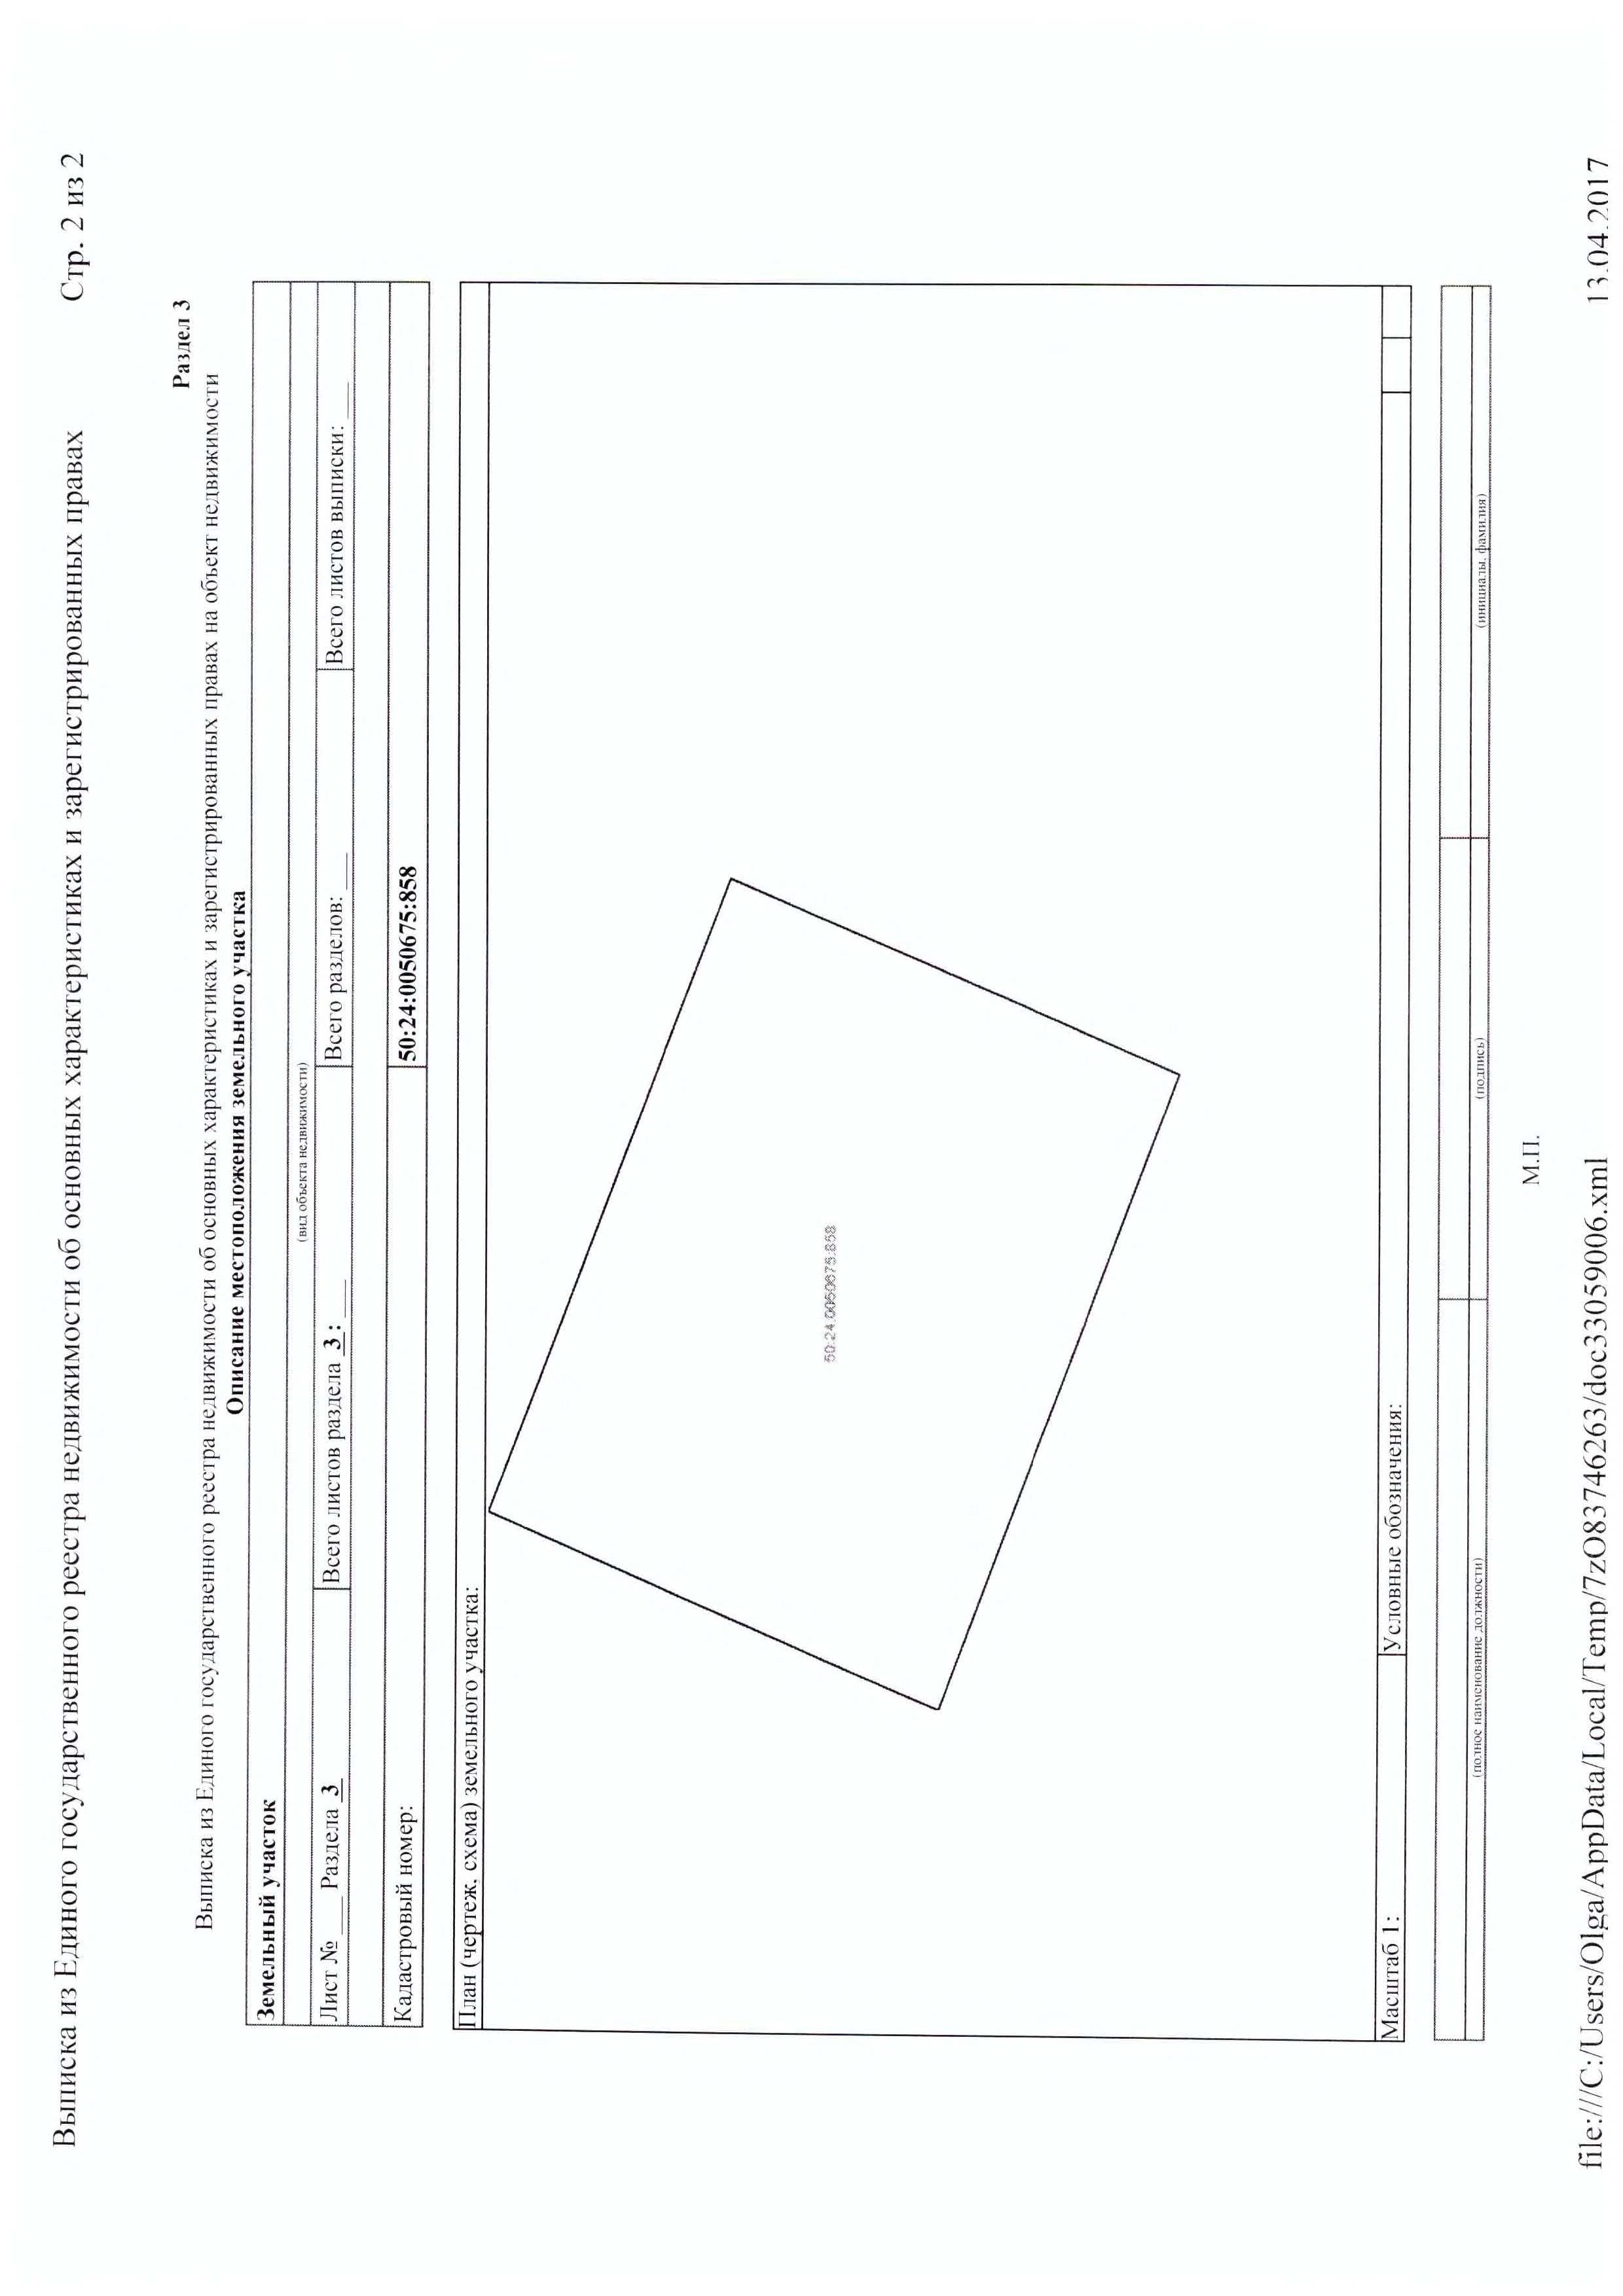 Выписка из Единого государственного реестра недвижимости об основных характеристиках и зарегистрированных правах Стр. 2 из 2
Раздел 3
Выписка из Единого государственного реестра недвижимости об основных характеристиках и зарегистрированных правах на объект недвижимости
Описание местоположения земельного участка
Земельный участок
(вид объекта недвижимости)
Лист № ___ Раздела 3 Всего листов раздела 3 : ___ Всего разделов: ___ Всего листов выписки: ___
Кадастровый номер: 50:24:0050675:858
План (чертеж, схема) земельного участка:
50:24:0050675:858
Масштаб 1: Условные обозначения:
(полное наименование должности) (подпись) (инициалы, фамилия)
М.П.
file:///C:/Users/Olga/AppData/Local/Temp/7zO83746263/doc33059006.xml 13.04.2017